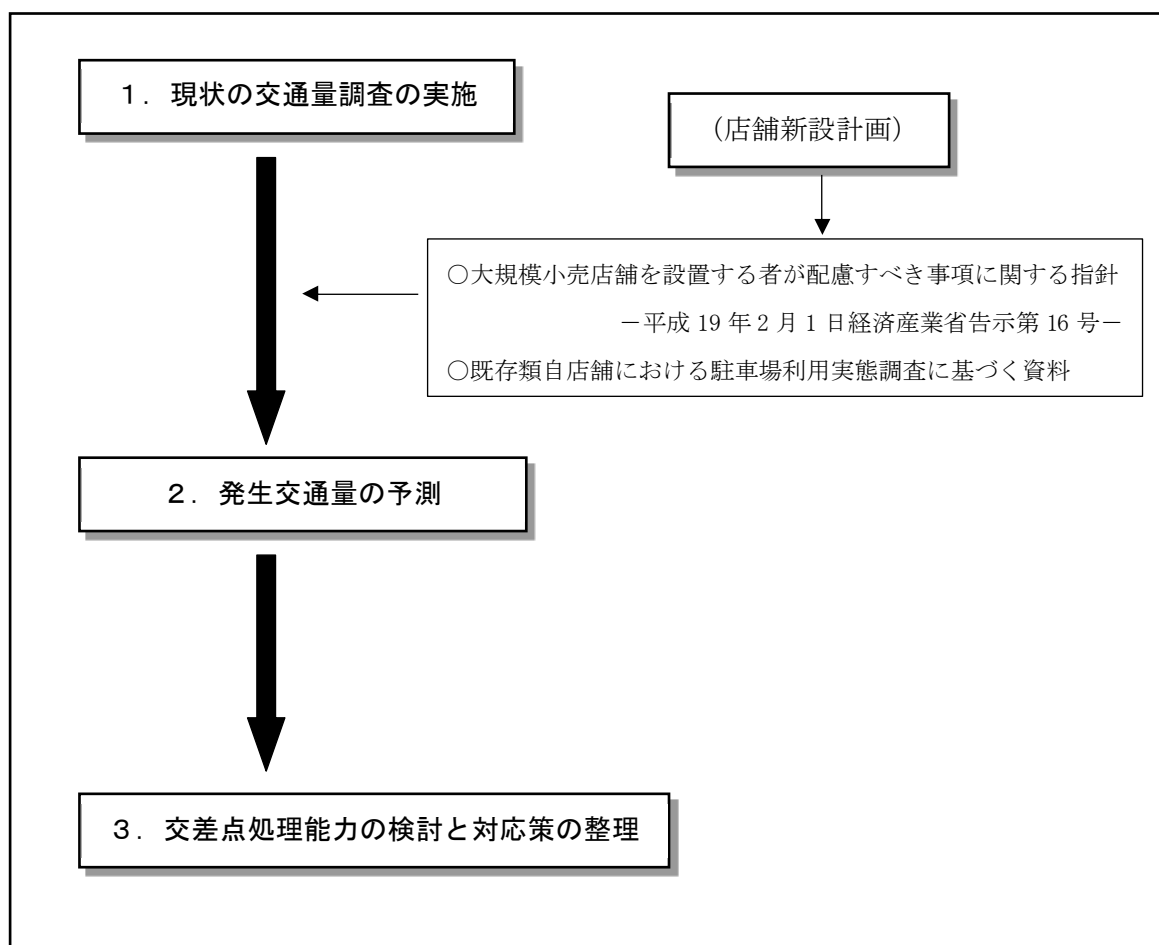 １．現状の交通量調査の実施
（店舗新設計画）
○大規模小売店舗を設置する者が配慮すべき事項に関する指針
－平成 19 年 2 月 1 日経済産業省告示第 16 号－
○既存類自店舗における駐車場利用実態調査に基づく資料
２．発生交通量の予測
３．交差点処理能力の検討と対応策の整理